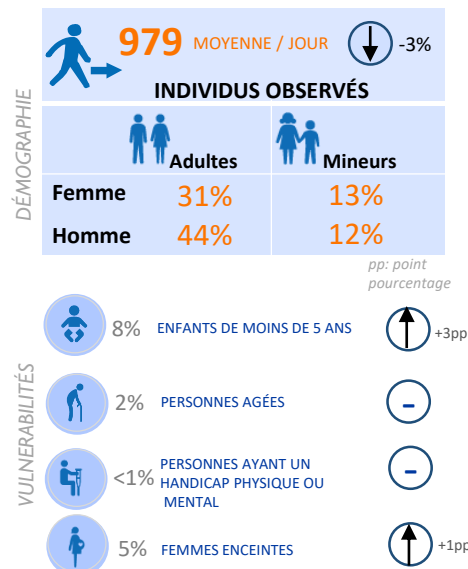 DÉMOGRAPHIE
979 MOYENNE / JOUR -3%
INDIVIDUS OBSERVÉS
Adultes Mineurs
Femme 31% 13%
Homme 44% 12%
pp: point
pourcentage
VULNERABILITÉS
8% ENFANTS DE MOINS DE 5 ANS +3pp
2% PERSONNES AGÉES -
<1% PERSONNES AYANT UN
HANDICAP PHYSIQUE OU
MENTAL -
5% FEMMES ENCEINTES +1pp